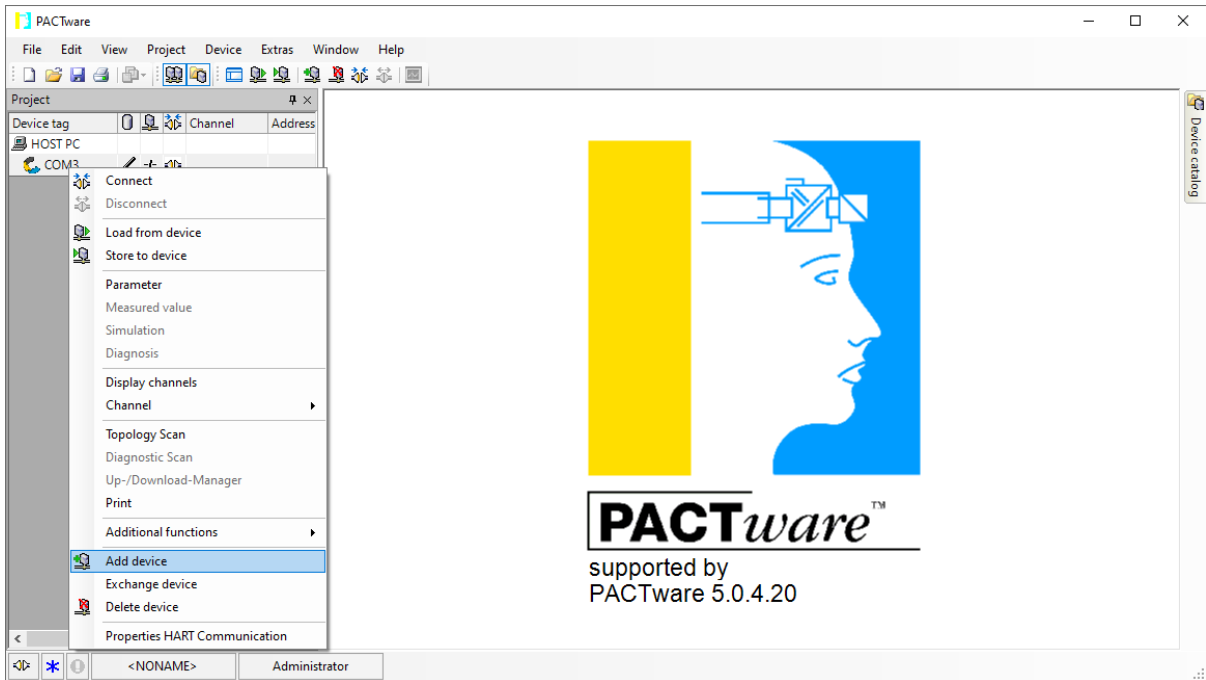 PACTware
File Edit View Project Device Extras Window Help
Project
Device tag Channel Address
HOST PC
COM3
Connect
Disconnect
Load from device
Store to device
Parameter
Measured value
Simulation
Diagnosis
Display channels
Channel
Topology Scan
Diagnostic Scan
Up-/Download-Manager
Print
Additional functions
Add device
Exchange device
Delete device
Properties HART Communication
<NONAME> Administrator
PACTware™
supported by
PACTware 5.0.4.20
Device catalog